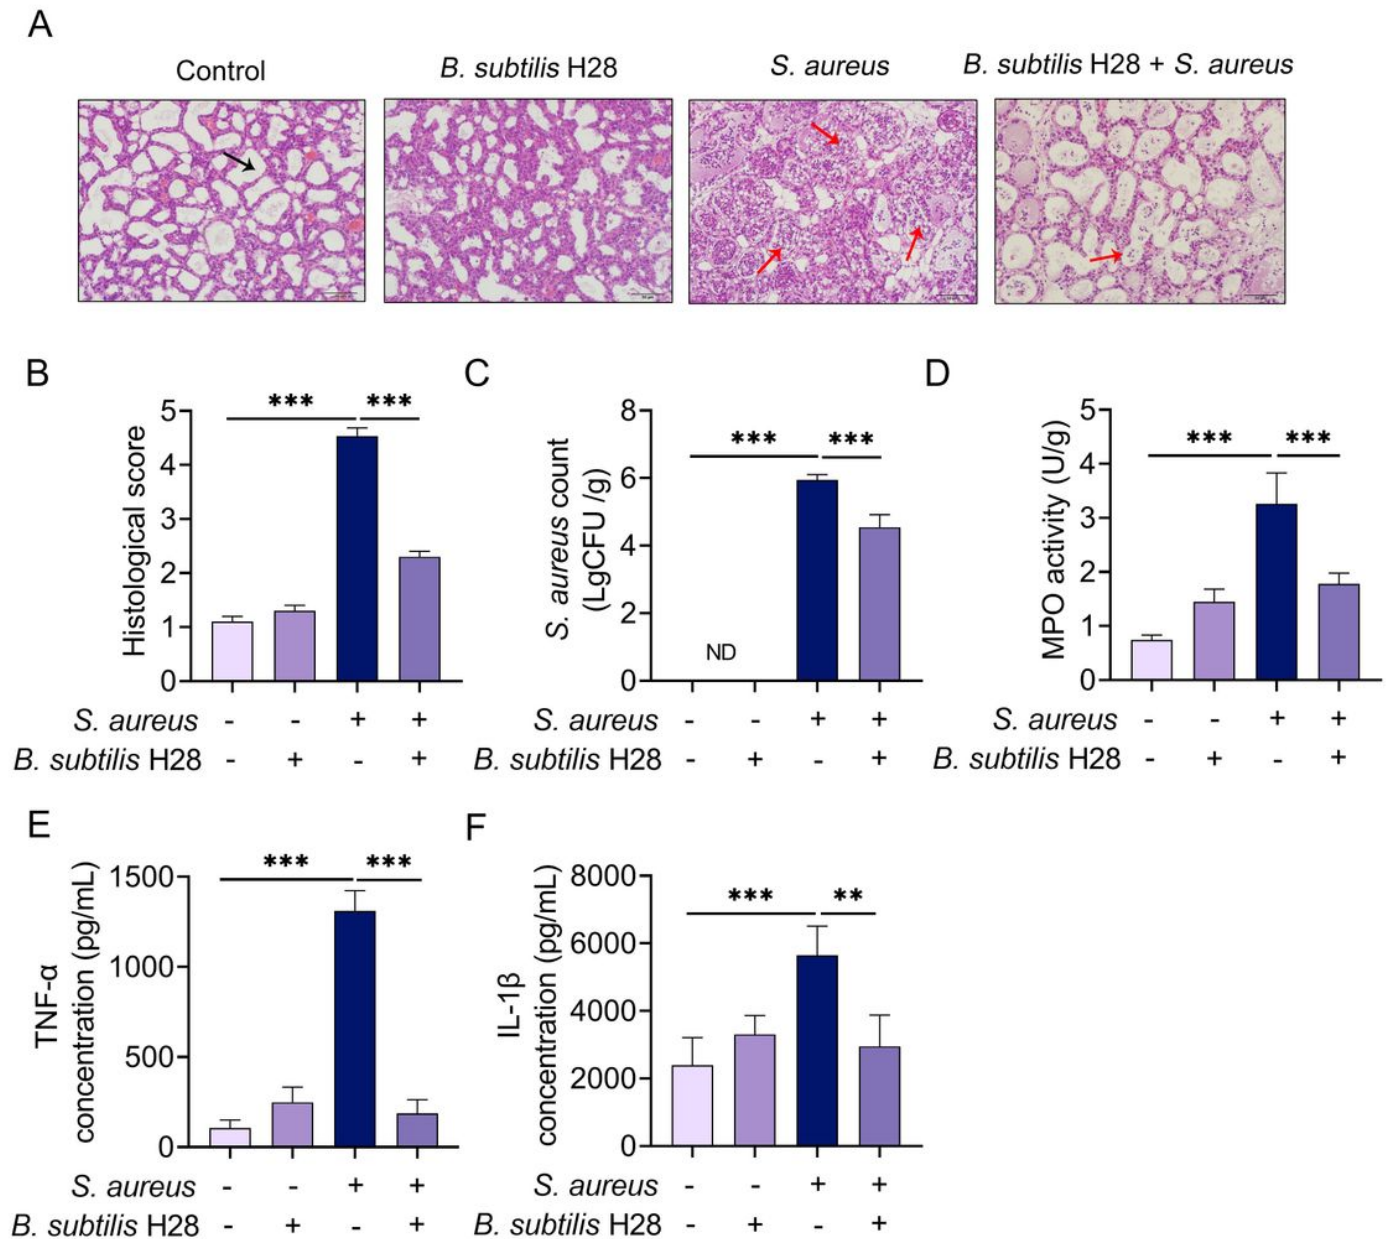 A
Control
B. subtilis H28
S. aureus
B. subtilis H28 + S. aureus
B
Histological score
5
4
3
2
1
0
*** ***
S. aureus - - + +
B. subtilis H28 - + - +
C
S. aureus count
(LgCFU /g)
8
6
4
2
0
*** ***
ND
S. aureus - - + +
B. subtilis H28 - + - +
D
MPO activity (U/g)
5
4
3
2
1
0
*** ***
S. aureus - - + +
B. subtilis H28 - + - +
E
TNF-α
concentration (pg/mL)
1500
1000
500
0
*** ***
S. aureus - - + +
B. subtilis H28 - + - +
F
IL-1β
concentration (pg/mL)
8000
6000
4000
2000
0
*** **
S. aureus - - + +
B. subtilis H28 - + - +